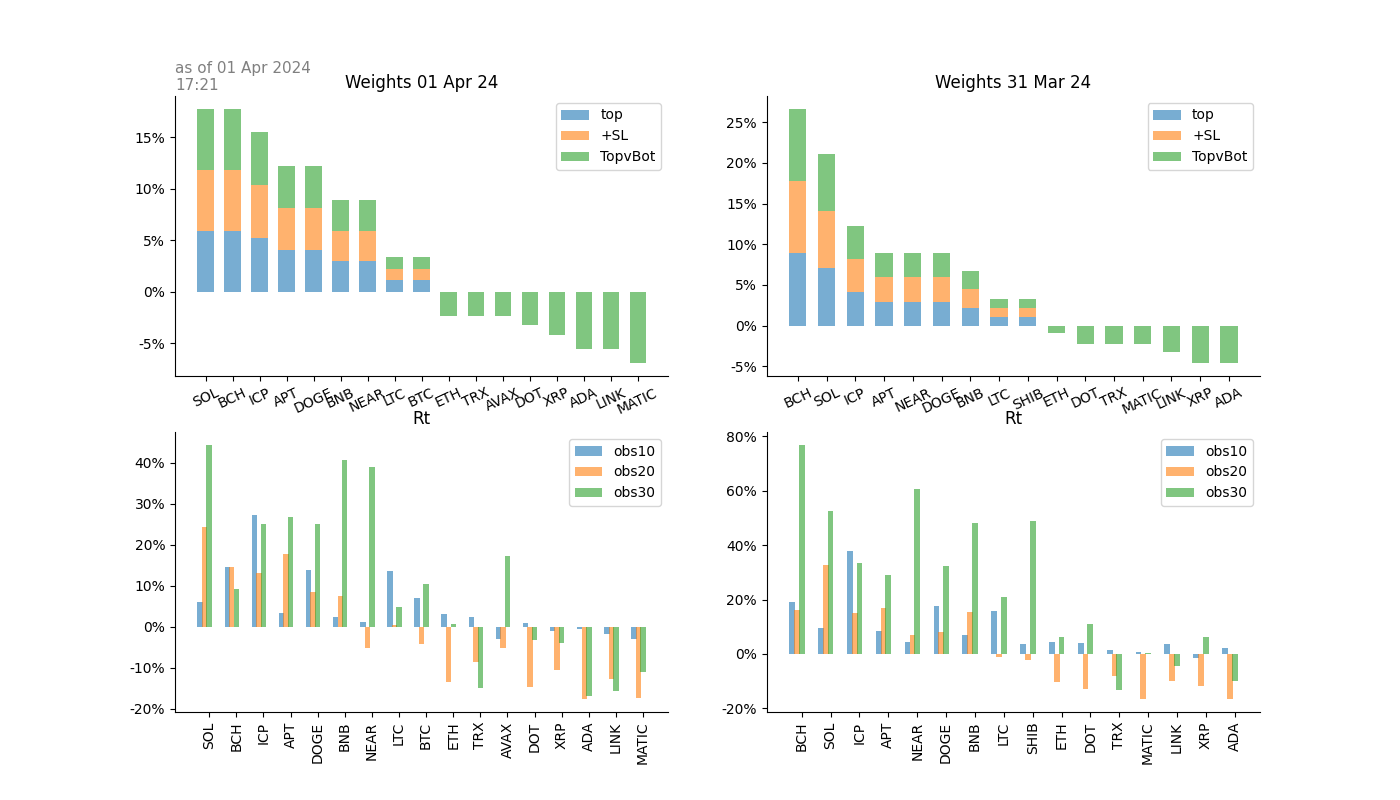 as of 01 Apr 2024
17:21
Weights 01 Apr 24
top
+SL
TopvBot
15%
10%
5%
0%
-5%
SOL BCH ICP APT DOGE BNB NEAR LTC BTC ETH TRX AVAX DOT XRP ADA LINK MATIC
Weights 31 Mar 24
top
+SL
TopvBot
25%
20%
15%
10%
5%
0%
-5%
BCH SOL ICP APT NEAR DOGE BNB LTC SHIB ETH DOT TRX MATIC LINK XRP ADA
Rt
obs10
obs20
obs30
40%
30%
20%
10%
0%
-10%
-20%
SOL BCH ICP APT DOGE BNB NEAR LTC BTC ETH TRX AVAX DOT XRP ADA LINK MATIC
Rt
obs10
obs20
obs30
80%
60%
40%
20%
0%
-20%
BCH SOL ICP APT NEAR DOGE BNB LTC SHIB ETH DOT TRX MATIC LINK XRP ADA